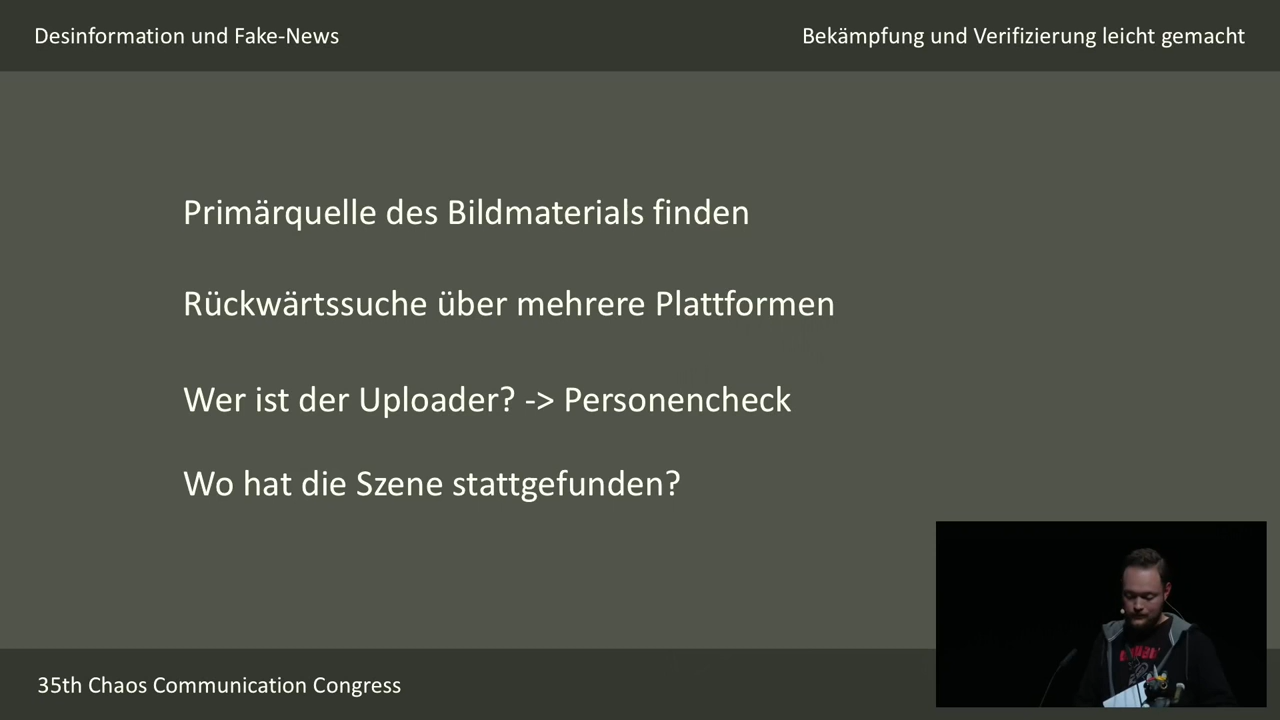 Desinformation und Fake-News
Bekämpfung und Verifizierung leicht gemacht
Primärquelle des Bildmaterials finden
Rückwärtssuche über mehrere Plattformen
Wer ist der Uploader? -> Personencheck
Wo hat die Szene stattgefunden?
35th Chaos Communication Congress